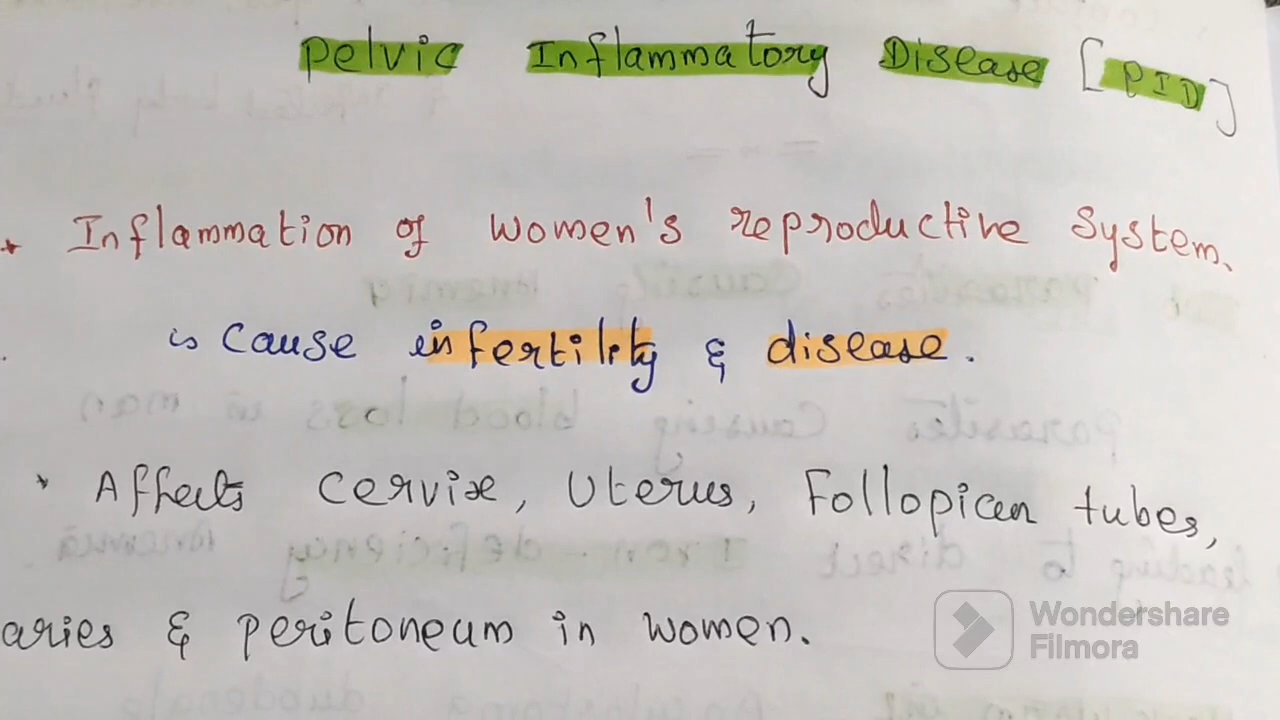 Pelvic Inflammatory Disease [PID]
* Inflammation of women's reproductive system.
is cause infertility & disease.
* Affects cervix, Uterus, Follopian tubes,
aries & peritoneum in women.
Wondershare
Filmora